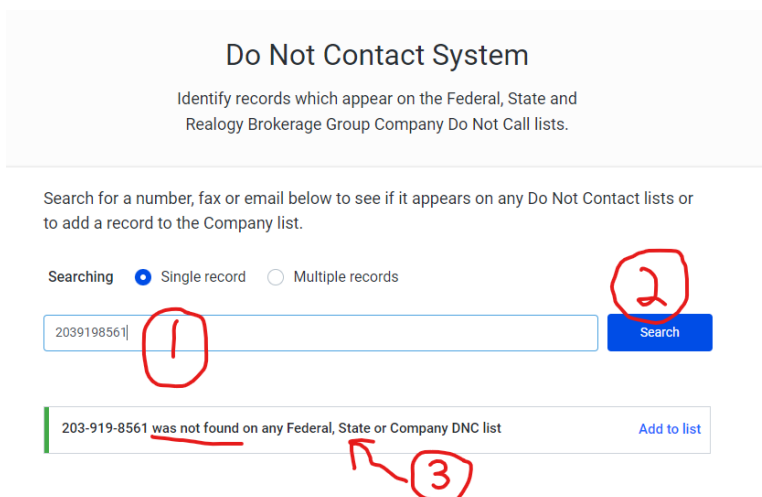 Do Not Contact System
Identify records which appear on the Federal, State and
Realogy Brokerage Group Company Do Not Call lists.
Search for a number, fax or email below to see if it appears on any Do Not Contact lists or
to add a record to the Company list.
Searching Single record Multiple records
2
2039198561
1
Search
203-919-8561 was not found on any Federal, State or Company DNC list Add to list
3